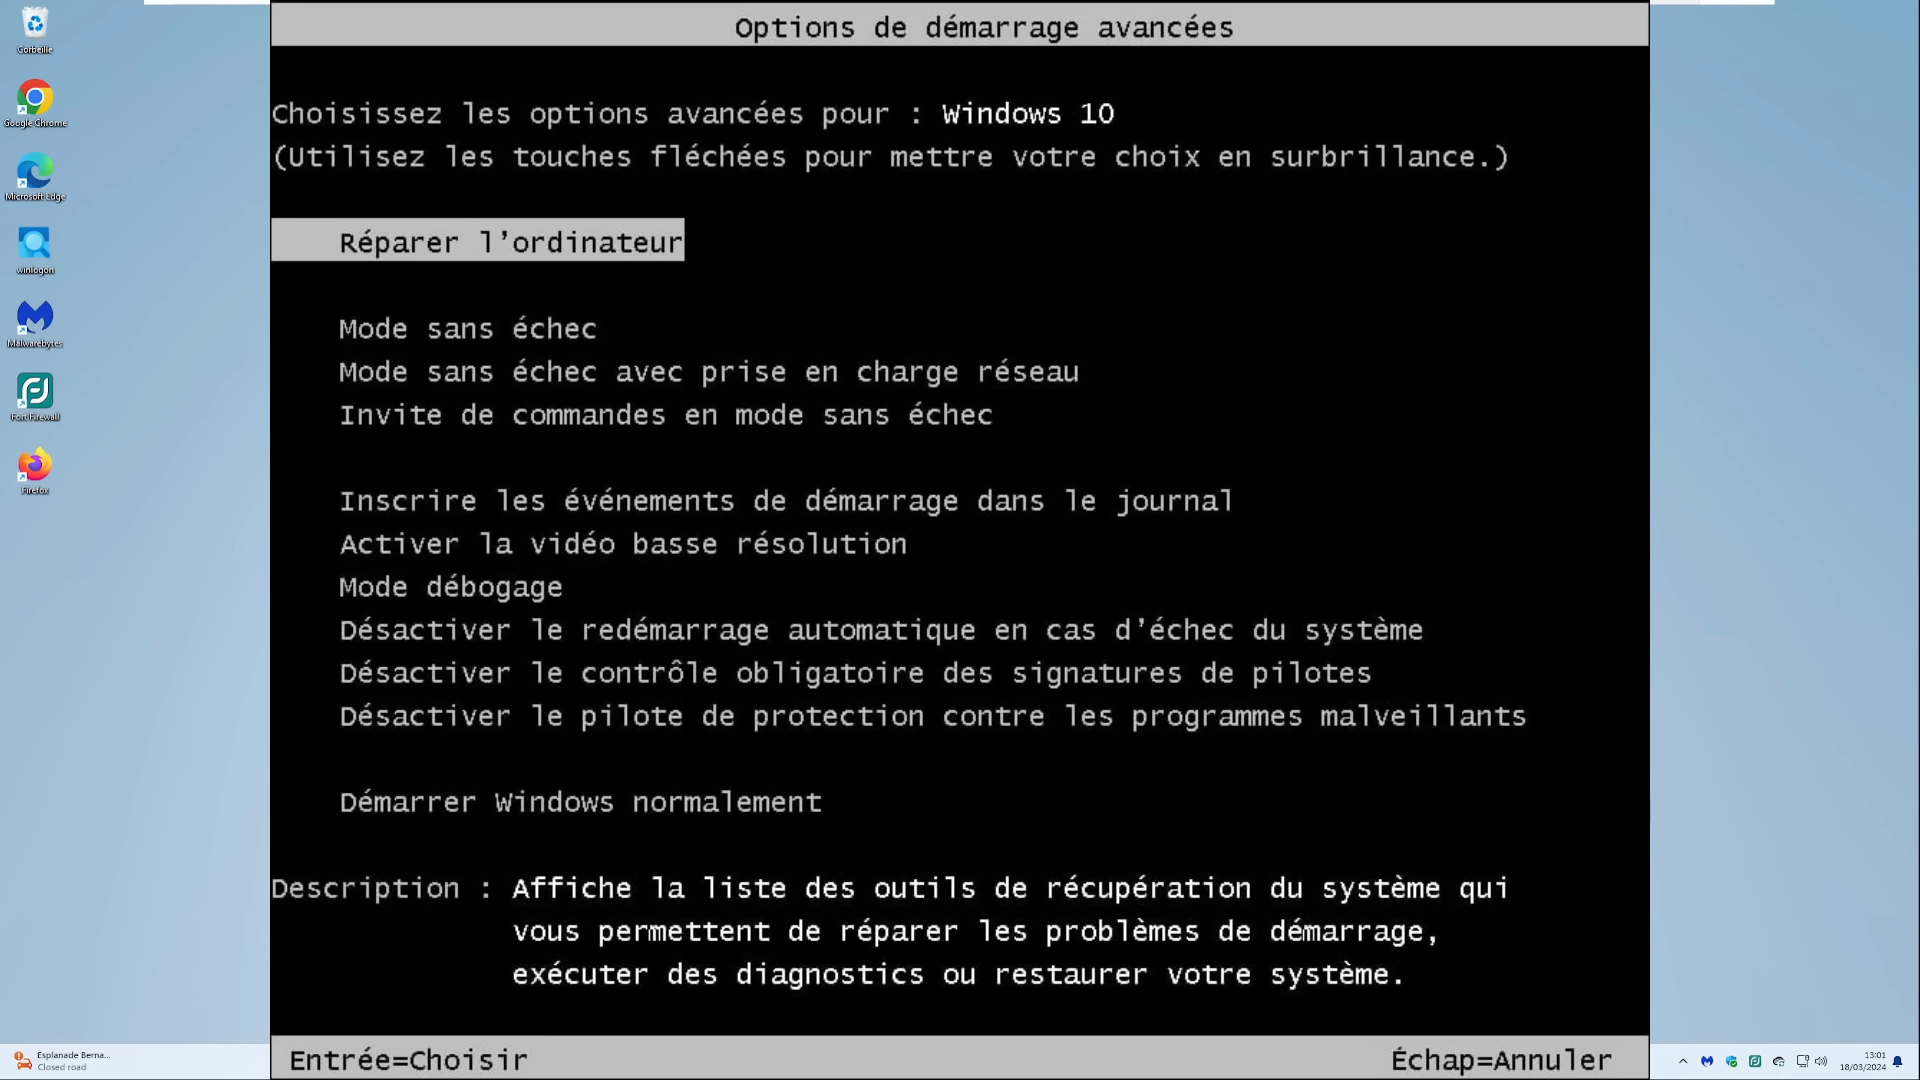 Options de démarrage avancées
Choisissez les options avancées pour : Windows 10
(Utilisez les touches fléchées pour mettre votre choix en surbrillance.)
Réparer l'ordinateur
Mode sans échec
Mode sans échec avec prise en charge réseau
Invite de commandes en mode sans échec
Inscrire les événements de démarrage dans le journal
Activer la vidéo basse résolution
Mode débogage
Désactiver le redémarrage automatique en cas d'échec du système
Désactiver le contrôle obligatoire des signatures de pilotes
Désactiver le pilote de protection contre les programmes malveillants
Démarrer Windows normalement
Description : Affiche la liste des outils de récupération du système qui
vous permettent de réparer les problèmes de démarrage,
exécuter des diagnostics ou restaurer votre système.
Entrée=Choisir Échap=Annuler
Corbeille
Google Chrome
Microsoft Edge
winlogon
Malwarebytes
Fort Firewall
Firefox
Esplanade Berna...
Closed road
13:01
18/03/2024